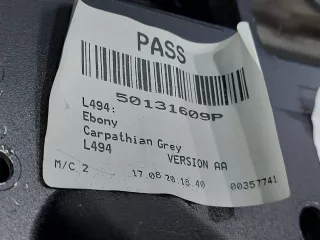 PASS
50131609P
L494:
Ebony
Carpathian Grey
L494
VERSION AA
M/C 2 17.08 20:18.40 00357741